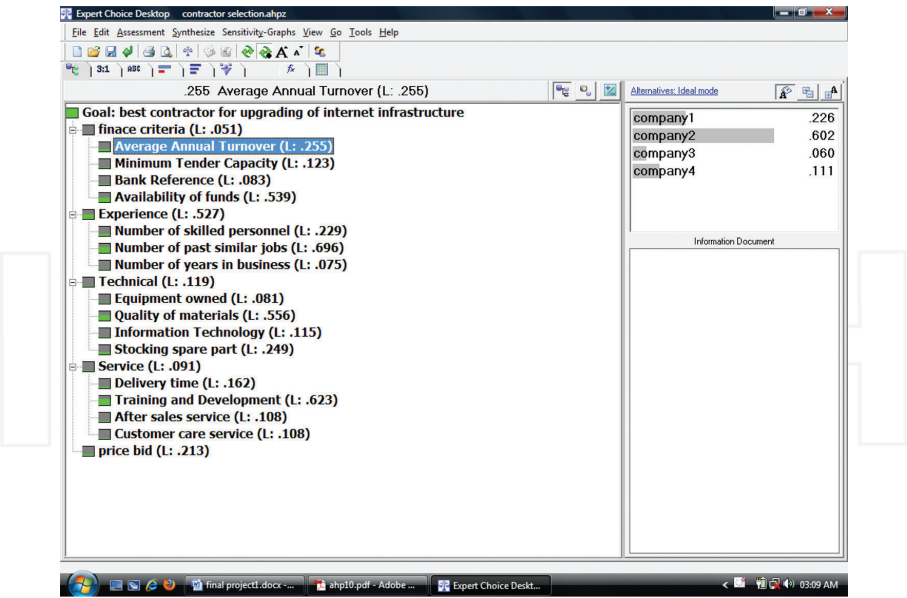 Expert Choice Desktop contractor selection.ahpz
File Edit Assessment Synthesize Sensitivity-Graphs View Go Tools Help
3:1 ABC fx
.255 Average Annual Turnover (L: .255)
Alternatives: Ideal mode
Goal: best contractor for upgrading of internet infrastructure
finace criteria (L: .051)
Average Annual Turnover (L: .255)
Minimum Tender Capacity (L: .123)
Bank Reference (L: .083)
Availability of funds (L: .539)
Experience (L: .527)
Number of skilled personnel (L: .229)
Number of past similar jobs (L: .696)
Number of years in business (L: .075)
Technical (L: .119)
Equipment owned (L: .081)
Quality of materials (L: .556)
Information Technology (L: .115)
Stocking spare part (L: .249)
Service (L: .091)
Delivery time (L: .162)
Training and Development (L: .623)
After sales service (L: .108)
Customer care service (L: .108)
price bid (L: .213)
company1 .226
company2 .602
company3 .060
company4 .111
Information Document
final project1.docx -... ahp10.pdf - Adobe ... Expert Choice Deskt... 03:09 AM